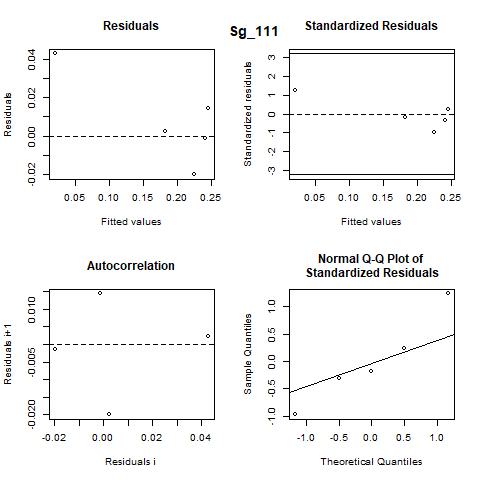 Sg_111
Residuals
Residuals
0.04
0.02
0.00
-0.02
0.05 0.10 0.15 0.20 0.25
Fitted values
Standardized Residuals
Standardized residuals
3
2
1
0
-1
-2
-3
0.05 0.10 0.15 0.20 0.25
Fitted values
Autocorrelation
Residuals i+1
0.010
-0.005
-0.020
-0.02 0.00 0.02 0.04
Residuals i
Normal Q-Q Plot of
Standardized Residuals
Sample Quantiles
1.0
0.5
0.0
-0.5
-1.0
-1.0 -0.5 0.0 0.5 1.0
Theoretical Quantiles